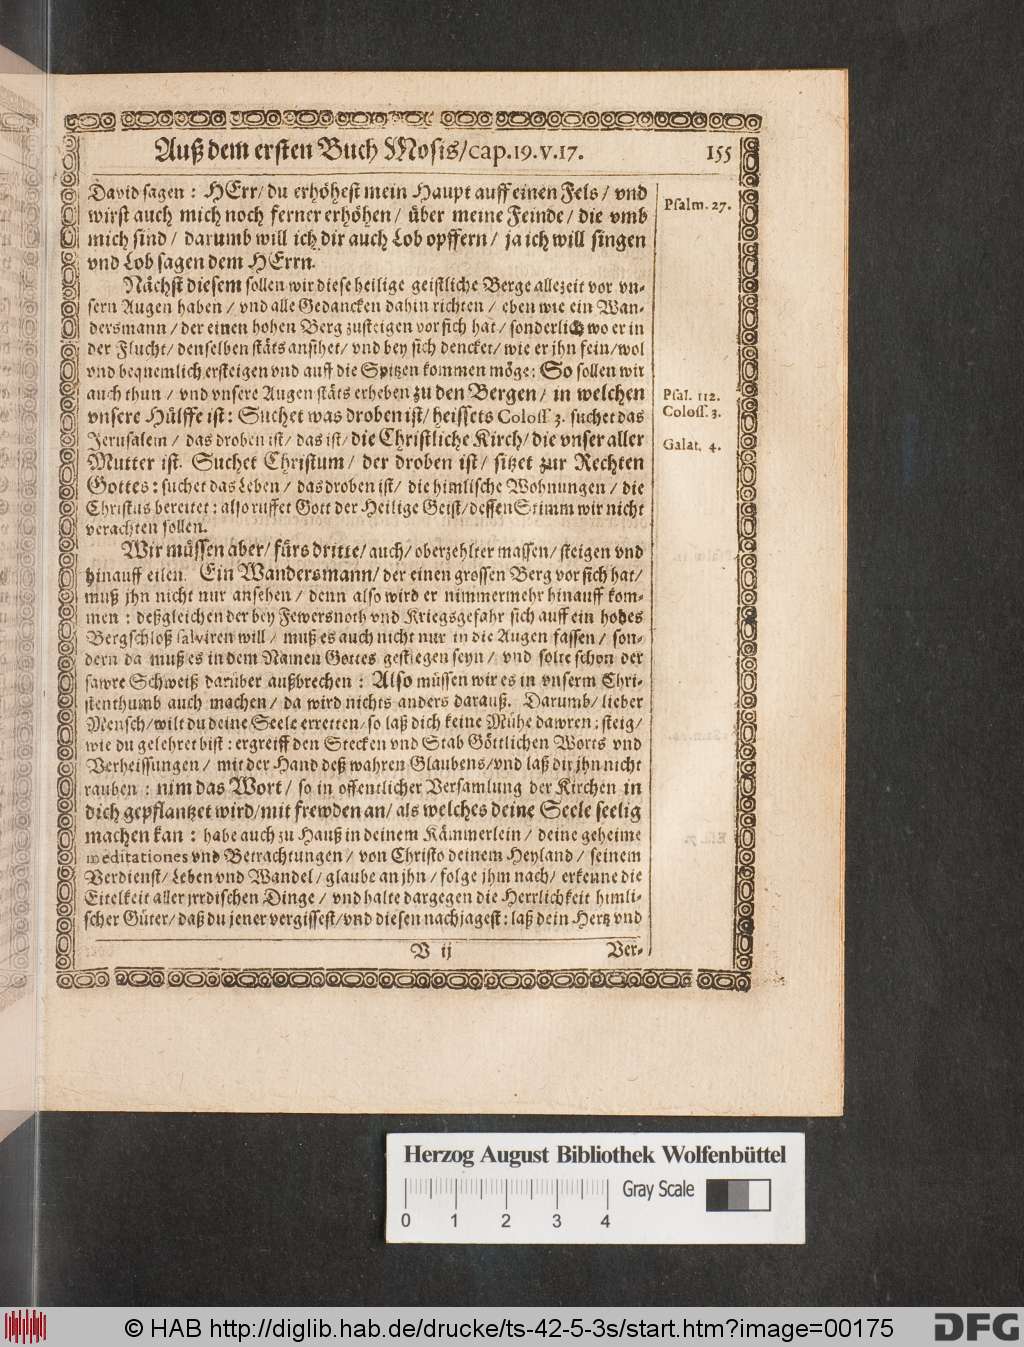 Auß dem ersten Buch Mosis/cap.19.v.17. 155
David sagen: HErr/ du erhöhest mein Haupt auff einen Fels/ vnd
wirst auch mich noch ferner erhöhen/ über meine Feinde/ die vmb
mich sind/ darumb will ich dir auch Lob opffern/ ja ich will singen
vnd Lob sagen dem HErrn.
Psalm. 27.
Nächst diesem sollen wir diese heilige geistliche Berge allezeit vor vn-
sern Augen haben/ vnd alle Gedancken dahin richten/ eben wie ein Wan-
dersmann/ der einen hohen Berg zusteigen vor sich hat/ sonderlich wo er in
der Flucht/ denselben stäts ansihet/ vnd bey sich dencket/ wie er jhn fein/ wol
vnd bequemlich ersteigen vnd auff die Spitzen kommen möge: So sollen wir
auch thun/ vnd vnsere Augen stäts erheben zu den Bergen/ in welchen
vnsere Hülffe ist: Suchet was droben ist/ heissets Coloss. 3. suchet das
Jerusalem/ das droben ist/ das ist/ die Christliche Kirch/ die vnser aller
Mutter ist. Suchet Christum/ der droben ist/ sitzet zur Rechten
Gottes: suchet das Leben/ das droben ist/ die himlische Wohnungen/ die
Christus bereitet: also ruffet Gott der Heilige Geist/ dessen Stimm wir nicht
verachten sollen.
Psal. 112.
Coloss. 3.
Galat. 4.
Wir müssen aber/ fürs dritte/ auch/ oberzehlter massen/ steigen vnd
hinauff eilen. Ein Wandersmann/ der einen grossen Berg vor sich hat/
muß jhn nicht nur ansehen/ denn also wird er nimmermehr hinauff kom-
men: deßgleichen der bey Fewersnoth vnd Kriegsgefahr sich auff ein hohes
Bergschloß salviren will/ muß es auch nicht nur in die Augen fassen/ son-
dern da muß es in dem Namen Gottes gestiegen seyn/ vnd solte schon der
sawre Schweiß darüber außbrechen: Also müssen wir es in vnserm Chri-
stenthumb auch machen/ da wird nichts anders darauß. Darumb/ lieber
Mensch/ wilt du deine Seele erretten/ so laß dich keine Mühe dawren: steig/
wie du gelehret bist: ergreiff den Stecken vnd Stab Göttlichen Worts vnd
Verheissungen/ mit der Hand deß wahren Glaubens/ vnd laß dir jhn nicht
rauben: nim das Wort/ so in offentlicher Versamlung der Kirchen in
dich gepflantzet wird/ mit frewden an/ als welches deine Seele seelig
machen kan: habe auch zu Hauß in deinem Kämmerlein/ deine geheime
meditationes vnd Betrachtungen/ von Christo deinem Heyland/ seinem
Verdienst/ Leben vnd Wandel/ glaube an jhn/ folge jhm nach/ erkenne die
Eitelkeit aller jrrdischen Dinge/ vnd halte dargegen die Herrlichkeit himli-
scher Güter/ daß du jener vergissest/ vnd diesen nachjagest: laß dein Hertz vnd
V ij Ver-
Herzog August Bibliothek Wolfenbüttel
0 1 2 3 4 Gray Scale
© HAB http://diglib.hab.de/drucke/ts-42-5-3s/start.htm?image=00175 DFG